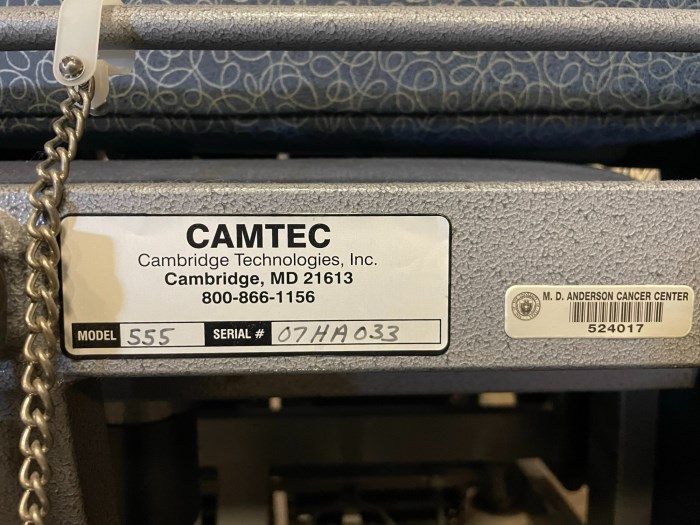 CAMTEC
Cambridge Technologies, Inc.
Cambridge, MD 21613
800-866-1156
MODEL 555 SERIAL # 07HA033
M. D. ANDERSON CANCER CENTER
524017